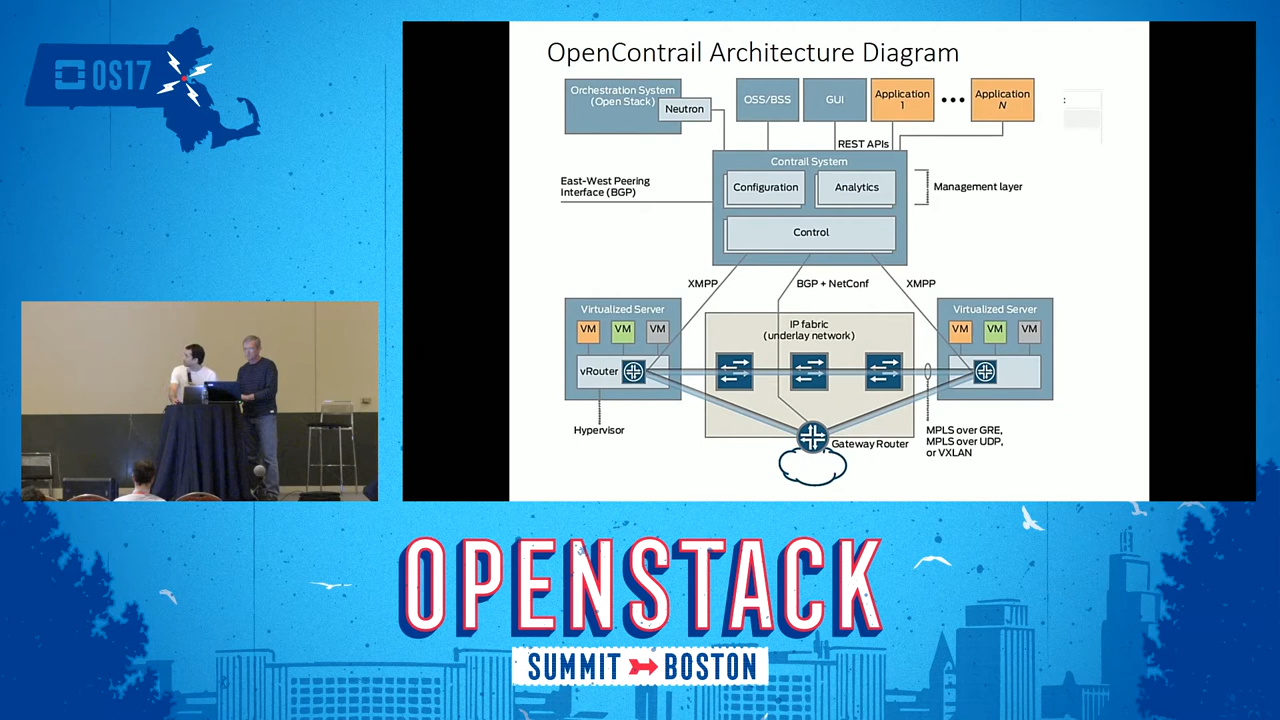 OS17
OpenContrail Architecture Diagram
Orchestration System
(Open Stack)
Neutron
OSS/BSS
GUI
Application
1
Application
N
REST APIs
Contrail System
East-West Peering
Interface (BGP)
Configuration
Analytics
Management layer
Control
XMPP
BGP + NetConf
XMPP
Virtualized Server
VM
VM
VM
vRouter
Hypervisor
IP fabric
(underlay network)
Virtualized Server
VM
VM
VM
Gateway Router
MPLS over GRE,
MPLS over UDP,
or VXLAN
OPENSTACK
SUMMIT BOSTON